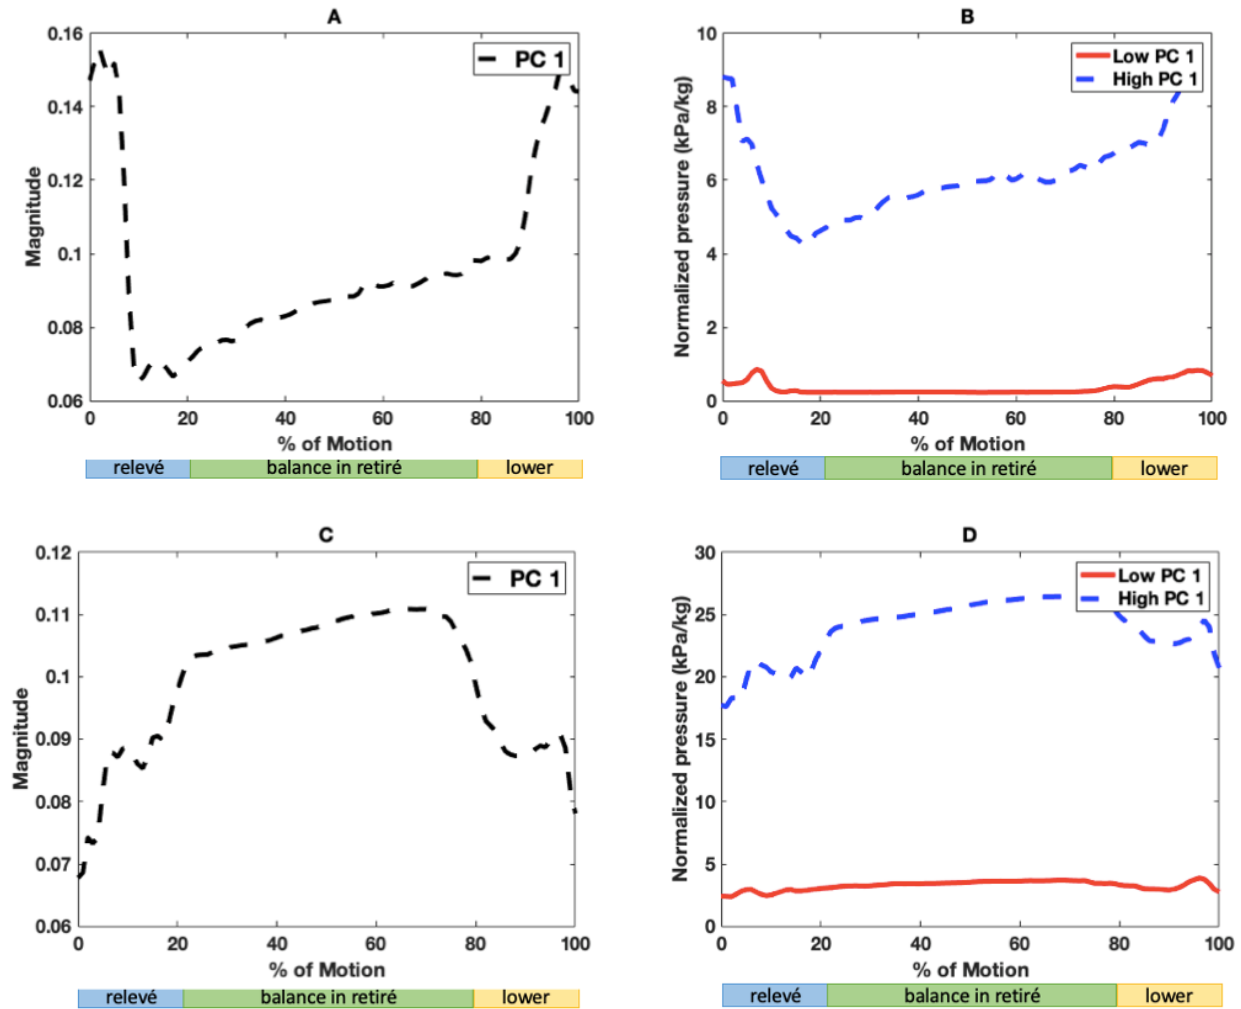 A
0.16
0.14
0.12
0.1
0.08
0.06
Magnitude
PC 1
0 20 40 60 80 100
% of Motion
relevé balance in retiré lower
B
10
8
6
4
2
0
Normalized pressure (kPa/kg)
Low PC 1
High PC 1
0 20 40 60 80 100
% of Motion
relevé balance in retiré lower
C
0.12
0.11
0.1
0.09
0.08
0.07
0.06
Magnitude
PC 1
0 20 40 60 80 100
% of Motion
relevé balance in retiré lower
D
30
25
20
15
10
5
0
Normalized pressure (kPa/kg)
Low PC 1
High PC 1
0 20 40 60 80 100
% of Motion
relevé balance in retiré lower